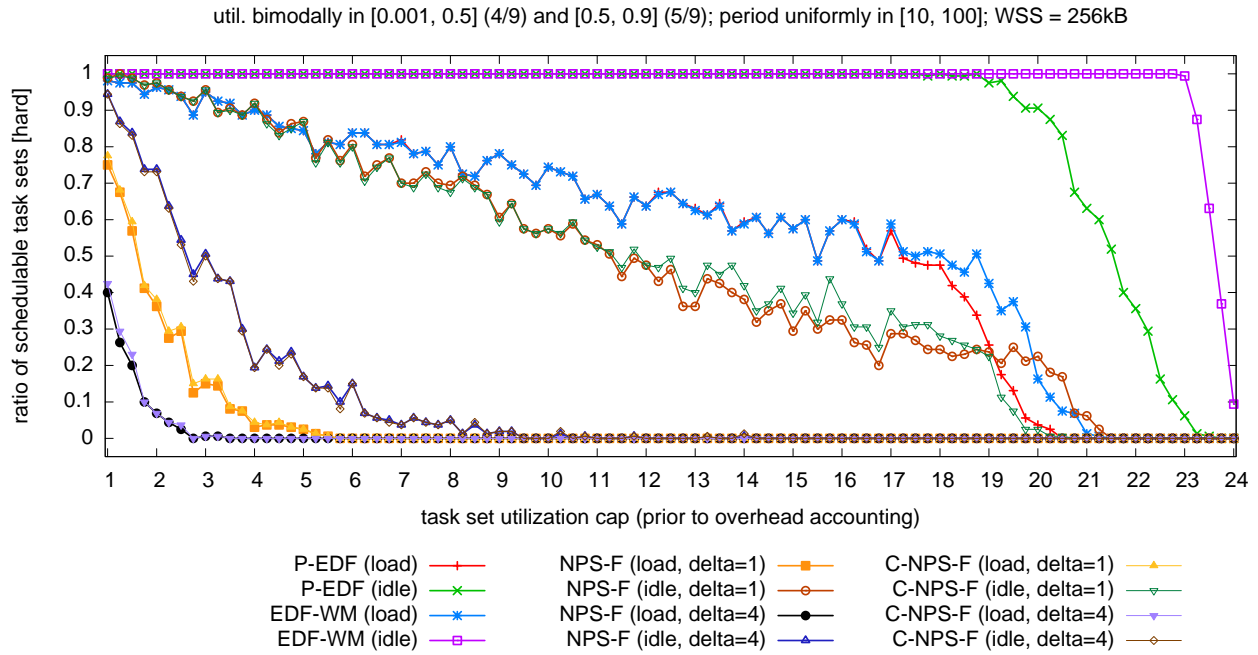 util. bimodally in [0.001, 0.5] (4/9) and [0.5, 0.9] (5/9); period uniformly in [10, 100]; WSS = 256kB
ratio of schedulable task sets [hard]
1
0.9
0.8
0.7
0.6
0.5
0.4
0.3
0.2
0.1
0
1 2 3 4 5 6 7 8 9 10 11 12 13 14 15 16 17 18 19 20 21 22 23 24
task set utilization cap (prior to overhead accounting)
P-EDF (load)
P-EDF (idle)
EDF-WM (load)
EDF-WM (idle)
NPS-F (load, delta=1)
NPS-F (idle, delta=1)
NPS-F (load, delta=4)
NPS-F (idle, delta=4)
C-NPS-F (load, delta=1)
C-NPS-F (idle, delta=1)
C-NPS-F (load, delta=4)
C-NPS-F (idle, delta=4)